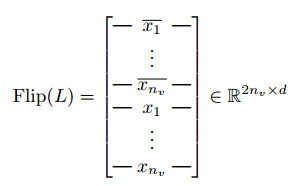 — \overline{x_1} —
⋮
— \overline{x_{n_v}} —
Flip(L) = ∈ ℝ^{2n_v×d}
— x_1 —
⋮
— x_{n_v} —